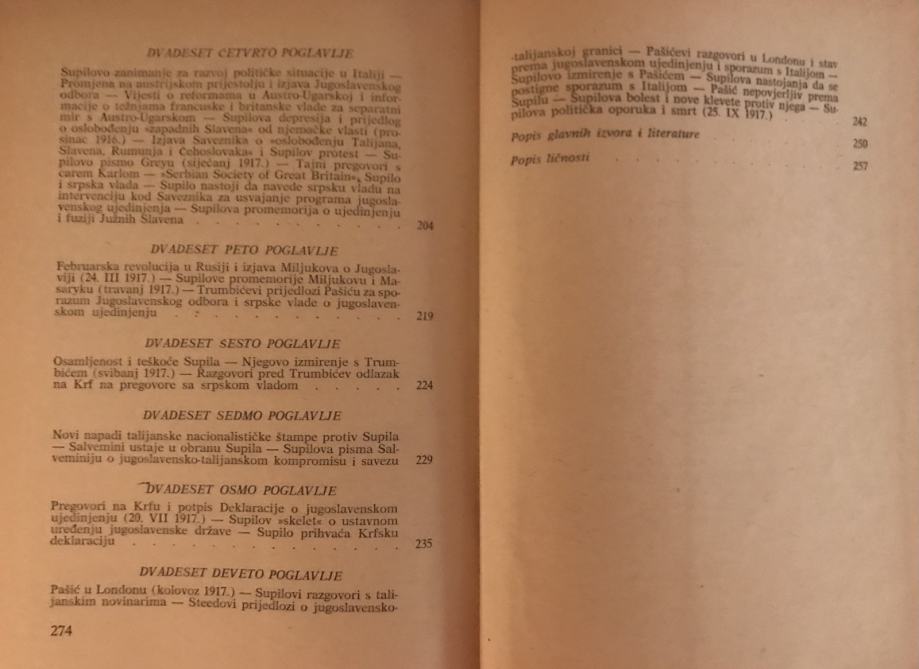 DVADESET ČETVRTO POGLAVLJE
Supilovo zanimanje za razvoj političke situacije u Italiji —
Promjena na austrijskom prijestolju i izjava Jugoslavenskog
odbora — Vijesti o reformama u Austro-Ugarskoj i infor-
macije o težnjama francuske i britanske vlade za separatni
mir s Austro-Ugarskom — Supilova depresija i prijedlog
o oslobođenju »zapadnih Slavena« od njemačke vlasti (pro-
sinac 1916.) — Izjava Saveznika o »oslobođenju Talijana,
Slavena, Rumunja i Čehoslovaka« i Supilov protest — Su-
pilovo pismo Greyu (siječanj 1917.) — Tajni pregovori s
carem Karlom — »Serbian Society of Great Britain«, Supilo
i srpska vlada — Supilo nastoji da navede srpsku vladu na
intervenciju kod Saveznika za usvajanje programa jugosla-
venskog ujedinjenja — Supilova promemorija o ujedinjenju
i fuziji Južnih Slavena . . . . . . . . . . 204
DVADESET PETO POGLAVLJE
Februarska revolucija u Rusiji i izjava Miljukova o Jugosla-
viji (24. III 1917.) — Supilove promemorije Miljukovu i Ma-
saryku (travanj 1917.) — Trumbićevi prijedlozi Pašiću za spo-
razum Jugoslavenskog odbora i srpske vlade o jugoslaven-
skom ujedinjenju . . . . . . . . . . . 219
DVADESET ŠESTO POGLAVLJE
Osamljenost i teškoće Supila — Njegovo izmirenje s Trum-
bićem (svibanj 1917.) — Razgovori pred Trumbićev odlazak
na Krf na pregovore sa srpskom vladom . . . . . 224
DVADESET SEDMO POGLAVLJE
Novi napadi talijanske nacionalističke štampe protiv Supila
— Salvemini ustaje u obranu Supila — Supilova pisma Sal-
veminiju o jugoslavensko-talijanskom kompromisu i savezu 229
DVADESET OSMO POGLAVLJE
Pregovori na Krfu i potpis Deklaracije o jugoslavenskom
ujedinjenju (20. VII 1917.) — Supilov »skelet« o ustavnom
uređenju jugoslavenske države — Supilo prihvaća Krfsku
deklaraciju . . . . . . . . . . . . . 235
DVADESET DEVETO POGLAVLJE
Pašić u Londonu (kolovoz 1917.) — Supilovi razgovori s tali-
janskim novinarima — Steedovi prijedlozi o jugoslavensko-
274
-talijanskoj granici — Pašićevi razgovori u Londonu i stav
prema jugoslavenskom ujedinjenju i sporazum s Italijom —
Supilovo izmirenje s Pašićem — Supilova nastojanja da se
postigne sporazum s Italijom — Pašić nepovjerljiv prema
Supilu — Supilova bolest i nove klevete protiv njega — Su-
pilova politička oporuka i smrt (25. IX 1917.) 242
Popis glavnih izvora i literature . . . . . 250
Popis ličnosti . . . . . . . . . 257